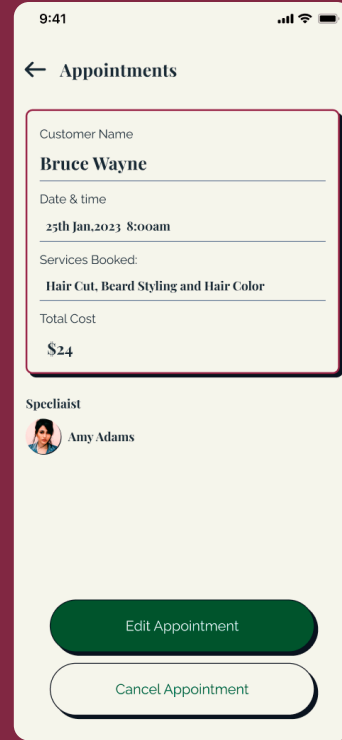 9:41
Appointments
Customer Name
Bruce Wayne
Date & time
25th Jan,2023 8:00am
Services Booked:
Hair Cut, Beard Styling and Hair Color
Total Cost
$24
Specliaist
Amy Adams
Edit Appointment
Cancel Appointment